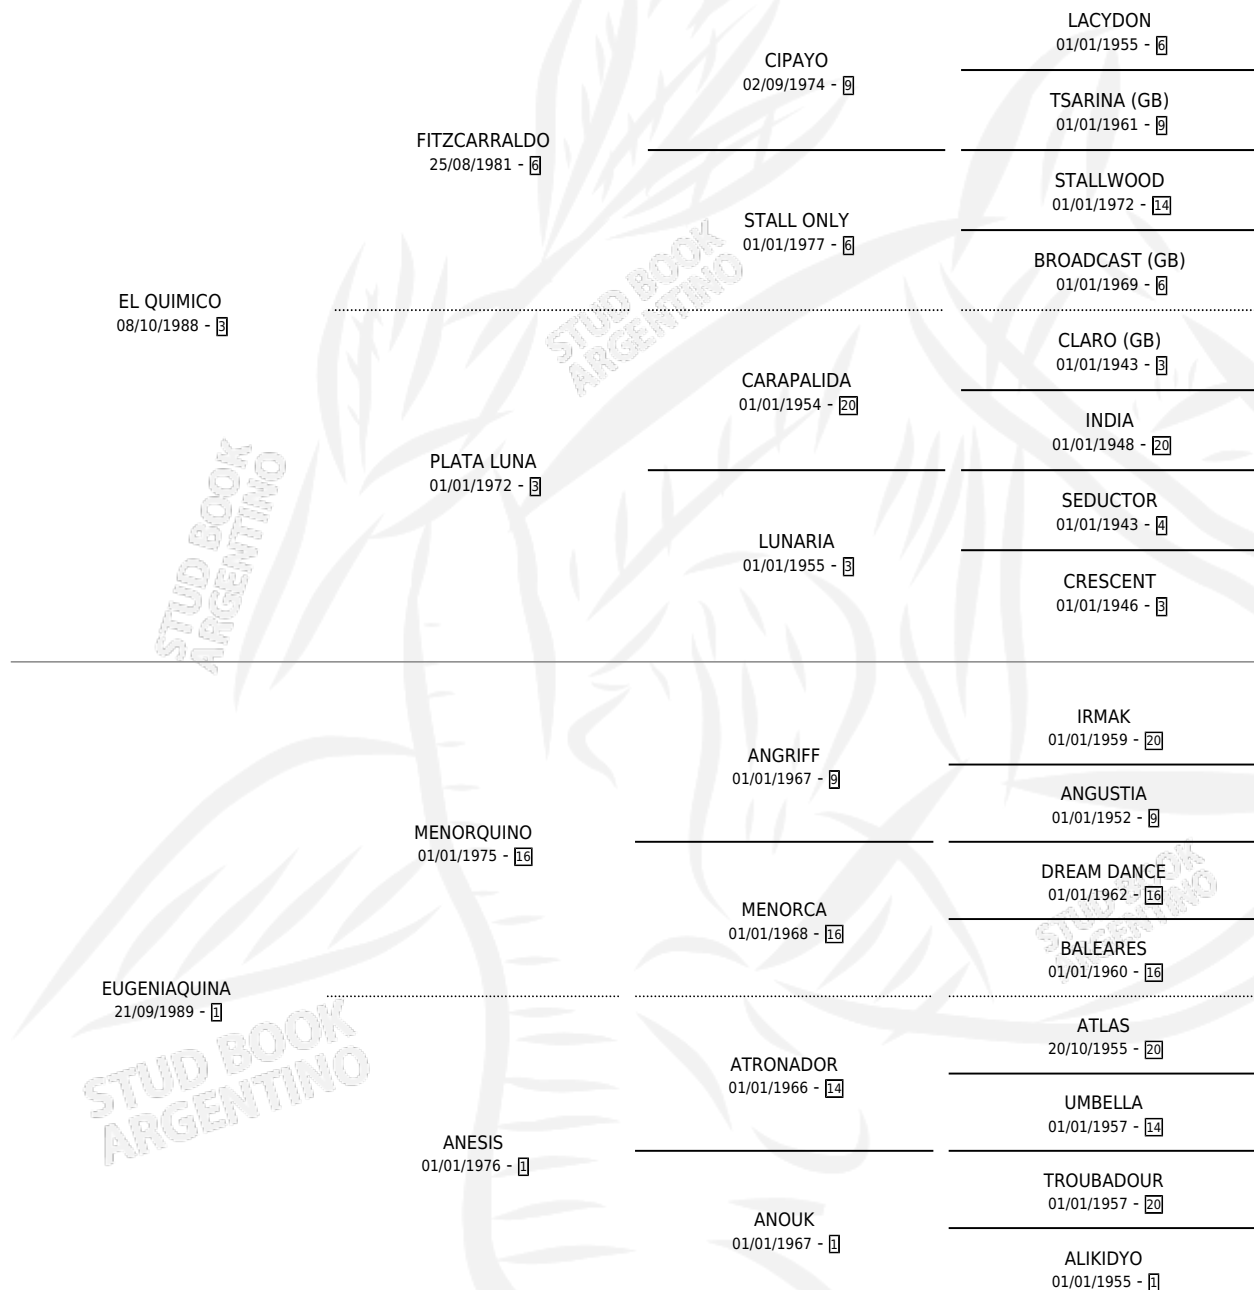 LACYDON
01/01/1955 - 6
CIPAYO
02/09/1974 - 9
TSARINA (GB)
01/01/1961 - 9
FITZCARRALDO
25/08/1981 - 6
STALLWOOD
01/01/1972 - 14
STALL ONLY
01/01/1977 - 6
BROADCAST (GB)
01/01/1969 - 6
EL QUIMICO
08/10/1988 - 3
STUD BOOK
ARGENTINO
CLARO (GB)
01/01/1943 - 3
CARAPALIDA
01/01/1954 - 20
INDIA
01/01/1948 - 20
PLATA LUNA
01/01/1972 - 3
SEDUCTOR
01/01/1943 - 4
LUNARIA
01/01/1955 - 3
CRESCENT
01/01/1946 - 3
STUD BOOK
ARGENTINO
IRMAK
01/01/1959 - 20
ANGRIFF
01/01/1967 - 9
ANGUSTIA
01/01/1952 - 9
MENORQUINO
01/01/1975 - 16
DREAM DANCE
01/01/1962 - 16
MENORCA
01/01/1968 - 16
STUD BOOK
ARGENTINO
BALEARES
01/01/1960 - 16
EUGENIAQUINA
21/09/1989 - 1
STUD BOOK
ARGENTINO
ATLAS
20/10/1955 - 20
ATRONADOR
01/01/1966 - 14
UMBELLA
01/01/1957 - 14
ANESIS
01/01/1976 - 1
TROUBADOUR
01/01/1957 - 20
ANOUK
01/01/1967 - 1
ALIKIDYO
01/01/1955 - 1